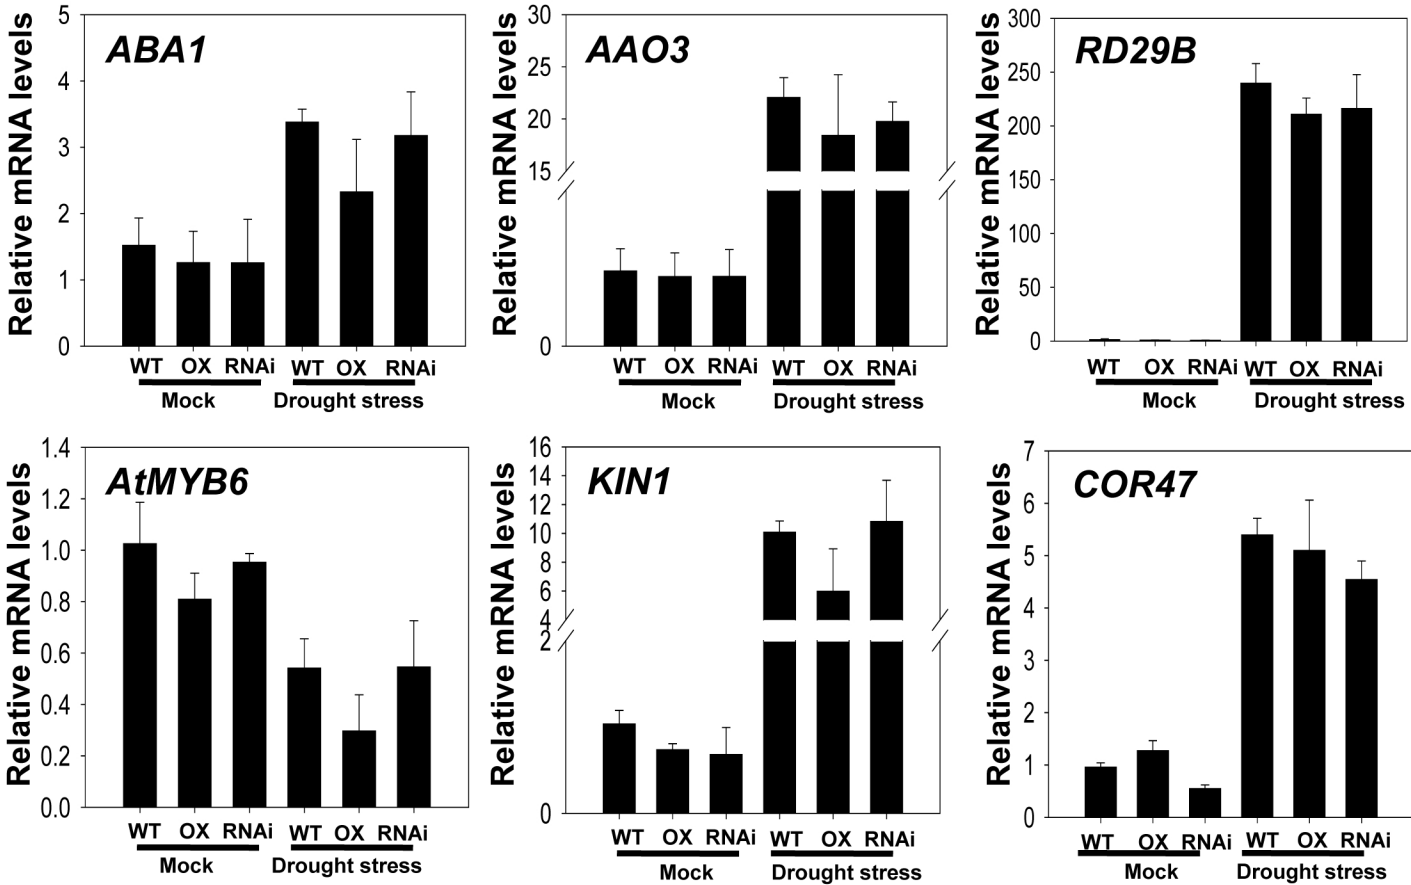 Relative mRNA levels
ABA1
5
4
3
2
1
0
WT OX RNAi WT OX RNAi
Mock Drought stress
Relative mRNA levels
AAO3
30
25
20
15
0
WT OX RNAi WT OX RNAi
Mock Drought stress
Relative mRNA levels
RD29B
300
250
200
150
100
50
0
WT OX RNAi WT OX RNAi
Mock Drought stress
Relative mRNA levels
AtMYB6
1.4
1.2
1.0
0.8
0.6
0.4
0.2
0.0
WT OX RNAi WT OX RNAi
Mock Drought stress
Relative mRNA levels
KIN1
16
14
12
10
8
6
4
2
0
WT OX RNAi WT OX RNAi
Mock Drought stress
Relative mRNA levels
COR47
7
6
5
4
3
2
1
0
WT OX RNAi WT OX RNAi
Mock Drought stress